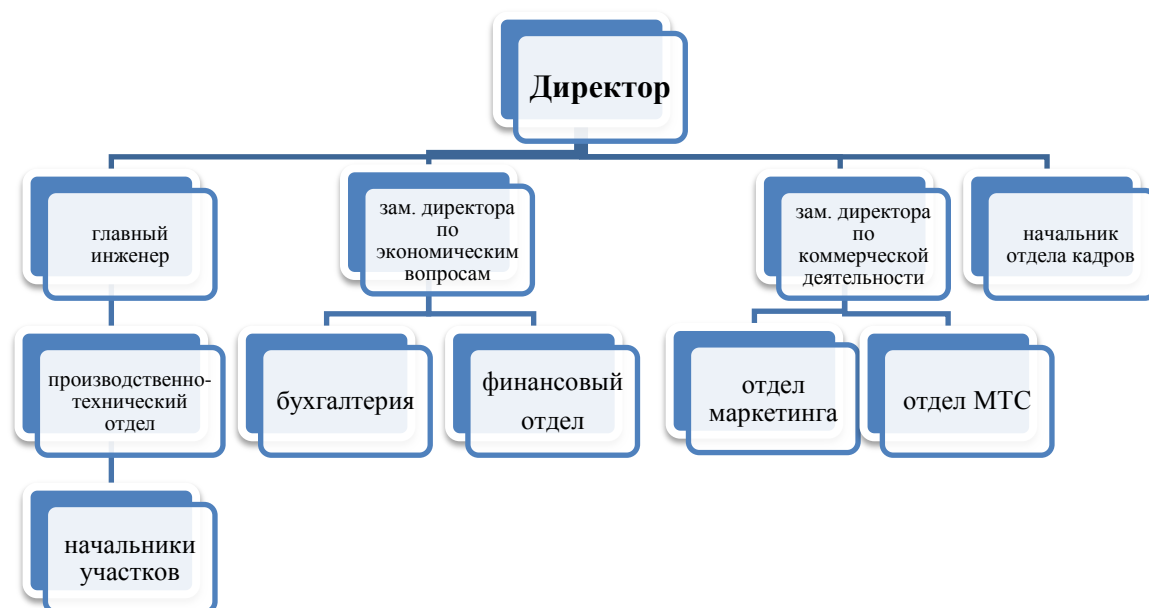 Директор
главный
инженер
зам. директора
по
экономическим
вопросам
зам. директора
по
коммерческой
деятельности
начальник
отдела кадров
производственно-
технический
отдел
бухгалтерия
финансовый
отдел
отдел
маркетинга
отдел МТС
начальники
участков